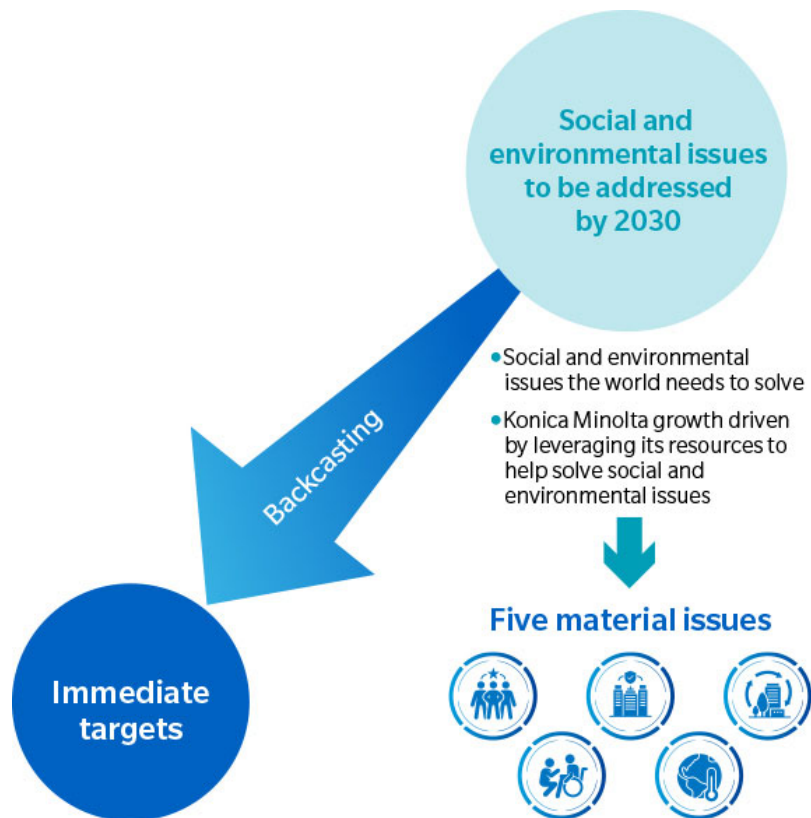 Social and
environmental issues
to be addressed
by 2030
Backcasting
•Social and environmental
issues the world needs to solve
•Konica Minolta growth driven
by leveraging its resources to
help solve social and
environmental issues
Five material issues
Immediate
targets